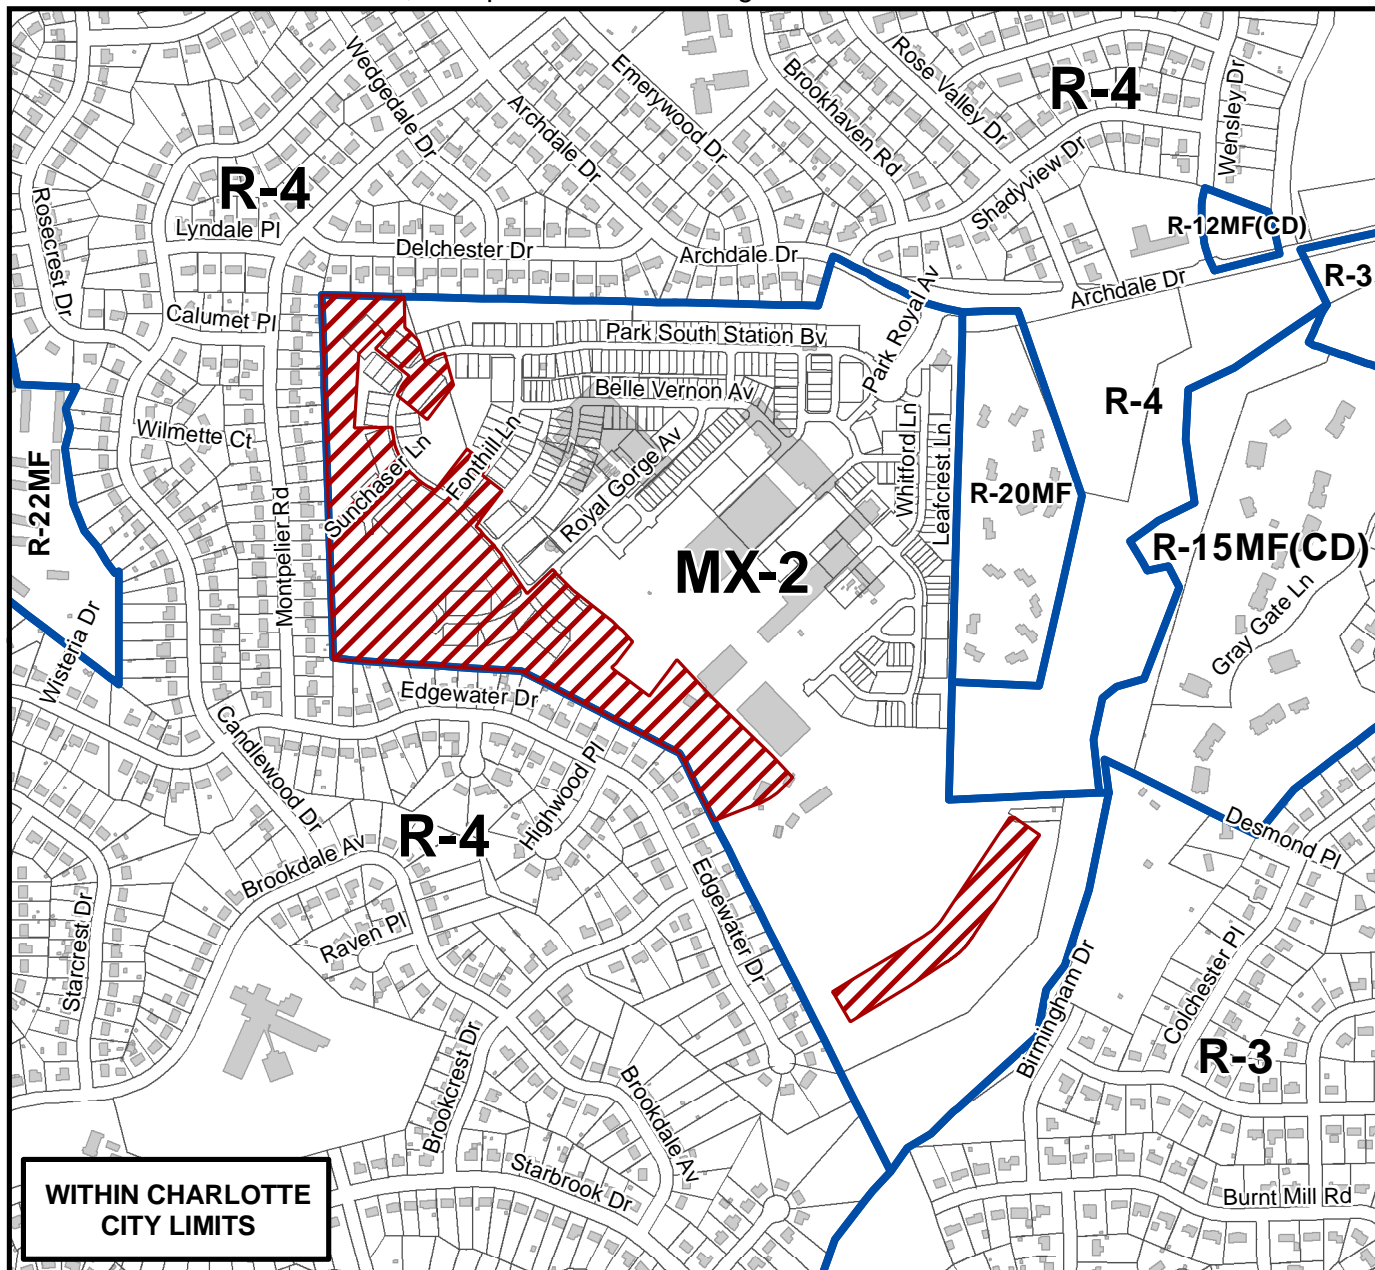 Wedgedale Dr
Emerywood Dr
Rose Valley Dr
Brookhaven Rd
R-4
Wensley Dr
Archdale Dr
Shadyview Dr
R-4
Rosecrest Dr
Lyndale Pl
Delchester Dr
Archdale Dr
R-12MF(CD)
R-3
Archdale Dr
Park Royal Av
Calumet Pl
Park South Station Bv
Belle Vernon Av
R-4
Wilmette Ct
Sunchaser Ln
Fonthill Ln
Royal Gorge Av
Whitford Ln
Leafcrest Ln
R-20MF
R-22MF
Montpelier Rd
MX-2
R-15MF(CD)
Gray Gate Ln
Wisteria Dr
Edgewater Dr
Candlewood Dr
Highwood Pl
R-4
Desmond Pl
Brookdale Av
Edgewater Dr
Starcrest Dr
Raven Pl
Birmingham Dr
Colchester Pl
R-3
Brookcrest Dr
Brookdale Av
Starbrook Dr
Burnt Mill Rd
WITHIN CHARLOTTE
CITY LIMITS